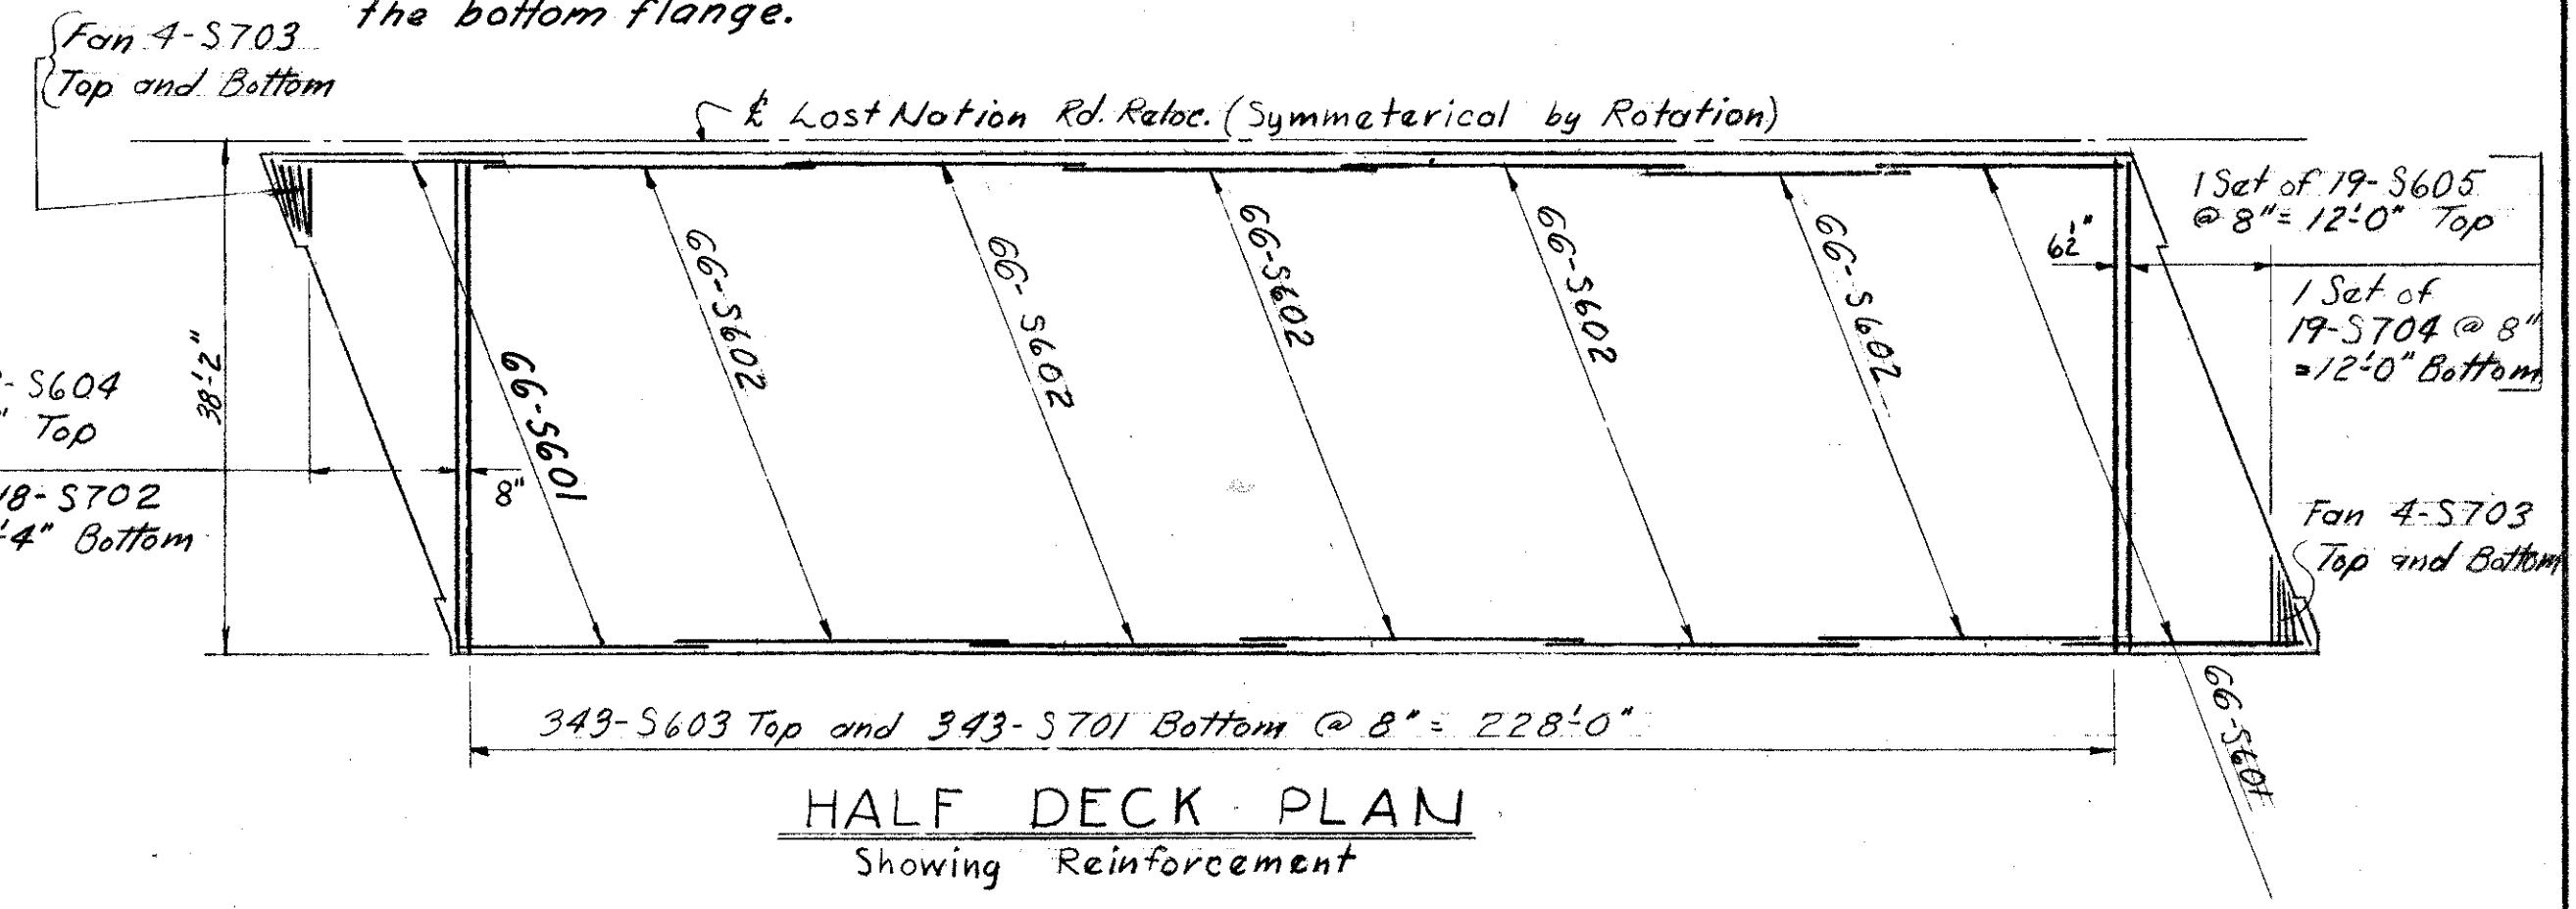 the bottom flange.
Fan 4-S703
Top and Bottom
℄ Lost Nation Rd. Reloc. (Symmeterical by Rotation)
1 Set of 19-S605
@ 8"= 12'-0" Top
6½"
1 Set of
19-S704 @ 8"
=12'-0" Bottom
38'-2"
-S604
" Top
18-S702
'-4" Bottom
8"
66-S601
66-S602
66-S602
66-S602
66-S602
66-S602
66-S601
Fan 4-S703
Top and Bottom
343-S603 Top and 343-S701 Bottom @ 8" = 228'-0"
HALF DECK PLAN
Showing Reinforcement